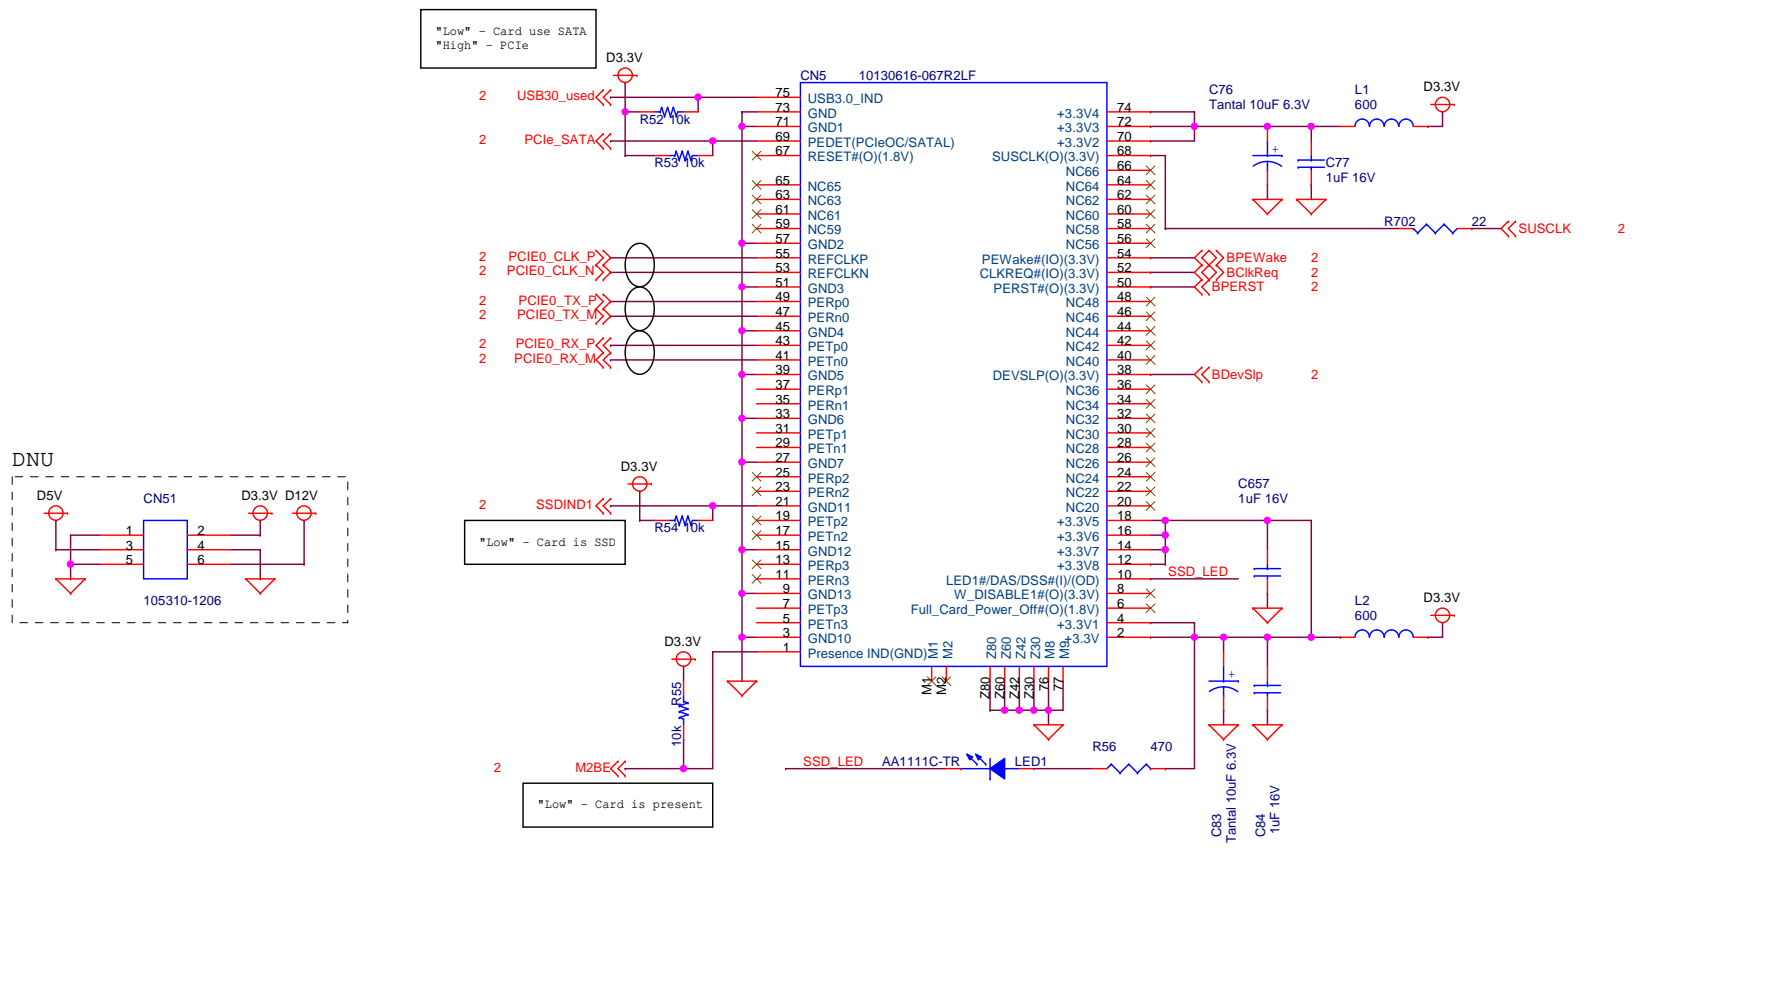 "Low" - Card use SATA
"High" - PCIe
D3.3V
CN5 10130616-067R2LF
2 USB30_used
R52 10k
2 PCIe_SATA
R53 10k
75 USB3.0_IND
73 GND
71 GND1
69 PEDET(PCIeOC/SATAL)
67 RESET#(O)(1.8V)
65 NC65
63 NC63
61 NC61
59 NC59
57 GND2
2 PCIE0_CLK_P 55 REFCLKP
2 PCIE0_CLK_N 53 REFCLKN
51 GND3
2 PCIE0_TX_P 49 PERp0
2 PCIE0_TX_M 47 PERn0
45 GND4
2 PCIE0_RX_P 43 PETp0
2 PCIE0_RX_M 41 PETn0
39 GND5
37 PERp1
35 PERn1
33 GND6
31 PETp1
29 PETn1
27 GND7
25 PERp2
23 PERn2
D3.3V
2 SSDIND1 21 GND11
R54 10k
"Low" - Card is SSD
19 PETp2
17 PETn2
15 GND12
13 PERp3
11 PERn3
9 GND13
7 PETp3
5 PETn3
3 GND10
1 Presence IND(GND)
D3.3V
R55
10k
2 M2BE
"Low" - Card is present
+3.3V4 74
+3.3V3 72
+3.3V2 70
SUSCLK(O)(3.3V) 68
NC66 66
NC64 64
NC62 62
NC60 60
NC58 58
NC56 56
PEWake#(IO)(3.3V) 54 BPEWake 2
CLKREQ#(IO)(3.3V) 52 BClkReq 2
PERST#(O)(3.3V) 50 BPERST 2
NC48 48
NC46 46
NC44 44
NC42 42
NC40 40
DEVSLP(O)(3.3V) 38 BDevSlp 2
NC36 36
NC34 34
NC32 32
NC30 30
NC28 28
NC26 26
NC24 24
NC22 22
NC20 20
+3.3V5 18
+3.3V6 16
+3.3V7 14
+3.3V8 12
LED1#/DAS/DSS#(I)/(OD) 10 SSD_LED
W_DISABLE1#(O)(3.3V) 8
Full_Card_Power_Off#(O)(1.8V) 6
+3.3V1 4
+3.3V 2
M1 M2 Z80 Z60 Z42 Z30 M8 M9
M1 M2 Z80 Z60 Z42 Z30 76 77
C76
Tantal 10uF 6.3V
+
C77
1uF 16V
L1
600
D3.3V
R702 22 SUSCLK 2
C657
1uF 16V
L2
600
D3.3V
+
C83
Tantal 10uF 6.3V
C84
1uF 16V
SSD_LED AA1111C-TR LED1
R56 470
DNU
D5V CN51 D3.3V D12V
1 2
3 4
5 6
105310-1206